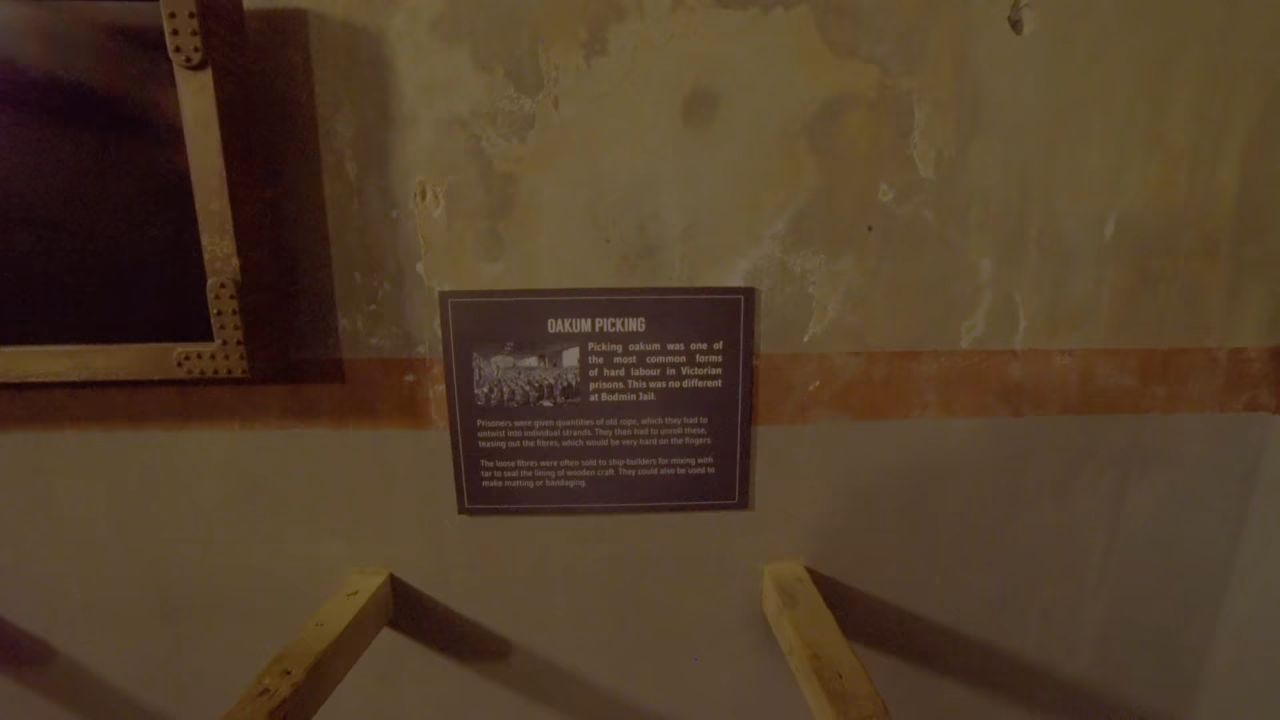 OAKUM PICKING
Picking oakum was one of
the most common forms
of hard labour in Victorian
prisons. This was no different
at Bodmin Jail.
Prisoners were given quantities of old rope, which they had to
untwist into individual strands. They then had to unroll these,
teasing out the fibres, which would be very hard on the fingers.
The loose fibres were often sold to ship-builders for mixing with
tar to seal the lining of wooden craft. They could also be used to
make matting or bandaging.